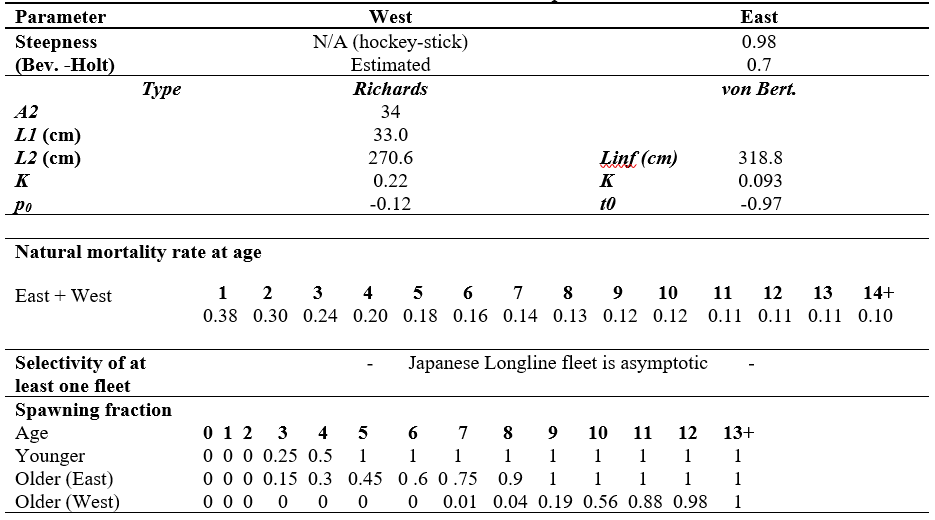 Parameter West East
Steepness N/A (hockey-stick) 0.98
(Bev. -Holt) Estimated 0.7
Type Richards von Bert.
A2 34
L1 (cm) 33.0
L2 (cm) 270.6 Linf (cm) 318.8
K 0.22 K 0.093
p0 -0.12 t0 -0.97
Natural mortality rate at age
1 2 3 4 5 6 7 8 9 10 11 12 13 14+
East + West
0.38 0.30 0.24 0.20 0.18 0.16 0.14 0.13 0.12 0.12 0.11 0.11 0.11 0.10
Selectivity of at - Japanese Longline fleet is asymptotic -
least one fleet
Spawning fraction
Age 0 1 2 3 4 5 6 7 8 9 10 11 12 13+
Younger 0 0 0 0.25 0.5 1 1 1 1 1 1 1 1 1
Older (East) 0 0 0 0.15 0.3 0.45 0 .6 0 .75 0.9 1 1 1 1 1
Older (West) 0 0 0 0 0 0 0 0.01 0.04 0.19 0.56 0.88 0.98 1